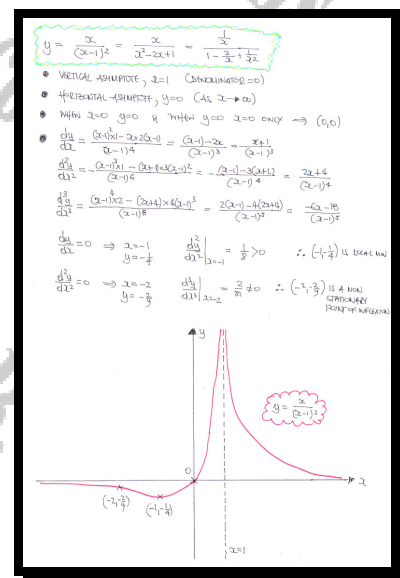 y = x/(x-1)² = x/(x²-2x+1) = (1/x)/(1 - 2/x + 1/x²)
• VERTICAL ASYMPTOTE, x=1 (DENOMINATOR=0)
• HORIZONTAL ASYMPTOTE, y=0 (AS x→∞)
• WHEN x=0 y=0 & WHEN y=0 x=0 ONLY ⇒ (0,0)
• dy/dx = ((x-1)²×1 - x×2(x-1))/(x-1)⁴ = ((x-1)-2x)/(x-1)³ = -(x+1)/(x-1)³
d²y/dx² = -((x-1)³×1 - (x+1)×3(x-1)²)/(x-1)⁶ = -((x-1)-3(x+1))/(x-1)⁴ = (2x+4)/(x-1)⁴
d³y/dx³ = ((x-1)⁴×2 - (2x+4)×4(x-1)³)/(x-1)⁸ = (2(x-1)-4(2x+4))/(x-1)⁵ = (-6x-18)/(x-1)⁵
dy/dx = 0 ⇒ x=-1 d²y/dx²|x=-1 = 1/8 >0 ∴ (-1,-1/4) IS LOCAL MIN
y=-1/4
d²y/dx² = 0 ⇒ x=-2 d³y/dx³|x=-2 = 2/81 ≠0 ∴ (-2,-2/9) IS A NON
y=-2/9 STATIONARY
POINT OF INFLEXION
y
y = x/(x-1)²
O
x
(-2,-2/9)
(-1,-1/4)
x=1